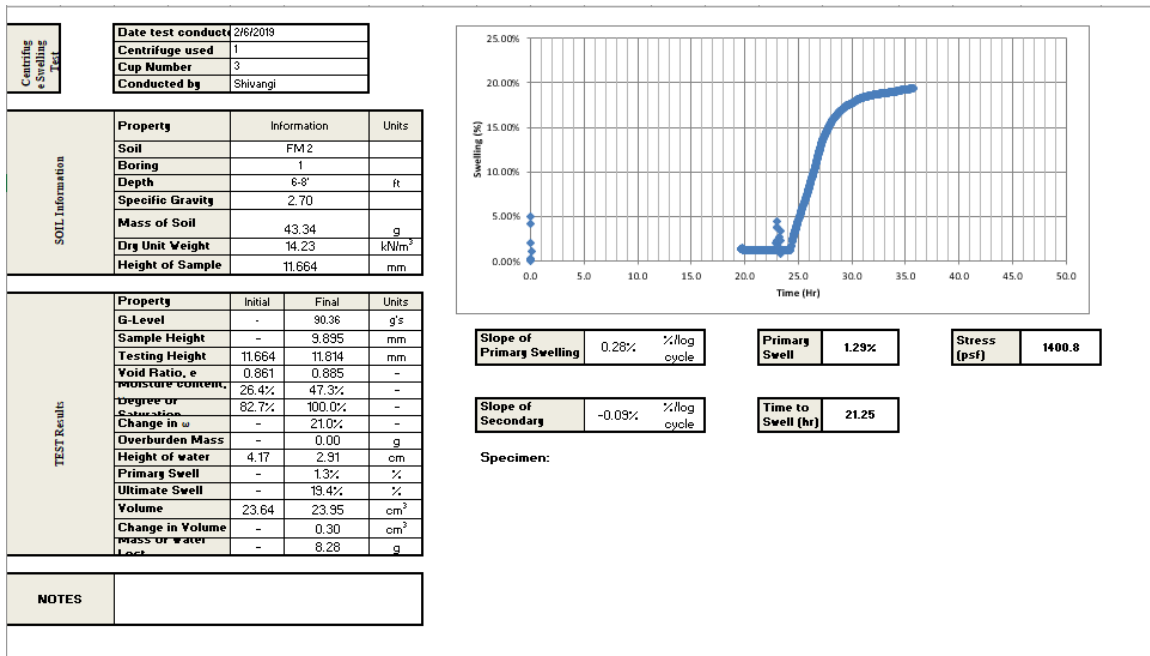 Centrifug
e Swelling
Test
Date test conducte 2/6/2019
Centrifuge used 1
Cup Number 3
Conducted by Shivangi
SOIL Information
Property Information Units
Soil FM 2
Boring 1
Depth 6-8' ft
Specific Gravity 2.70
Mass of Soil 43.34 g
Dry Unit Weight 14.23 kN/m³
Height of Sample 11.664 mm
TEST Results
Property Initial Final Units
G-Level - 90.36 g's
Sample Height - 9.895 mm
Testing Height 11.664 11.814 mm
Void Ratio, e 0.861 0.885 -
Moisture content, 26.4% 47.3% -
Degree of
Saturation 82.7% 100.0% -
Change in ω - 21.0% -
Overburden Mass - 0.00 g
Height of water 4.17 2.91 cm
Primary Swell - 1.3% %
Ultimate Swell - 19.4% %
Volume 23.64 23.95 cm³
Change in Volume - 0.30 cm³
Mass of water
Lost - 8.28 g
NOTES
25.00%
20.00%
15.00%
10.00%
5.00%
0.00%
Swelling (%)
0.0 5.0 10.0 15.0 20.0 25.0 30.0 35.0 40.0 45.0 50.0
Time (Hr)
Slope of
Primary Swelling 0.28% %/log
cycle
Primary
Swell 1.29%
Stress
(psf) 1400.8
Slope of
Secondary -0.09% %/log
cycle
Time to
Swell (hr) 21.25
Specimen: